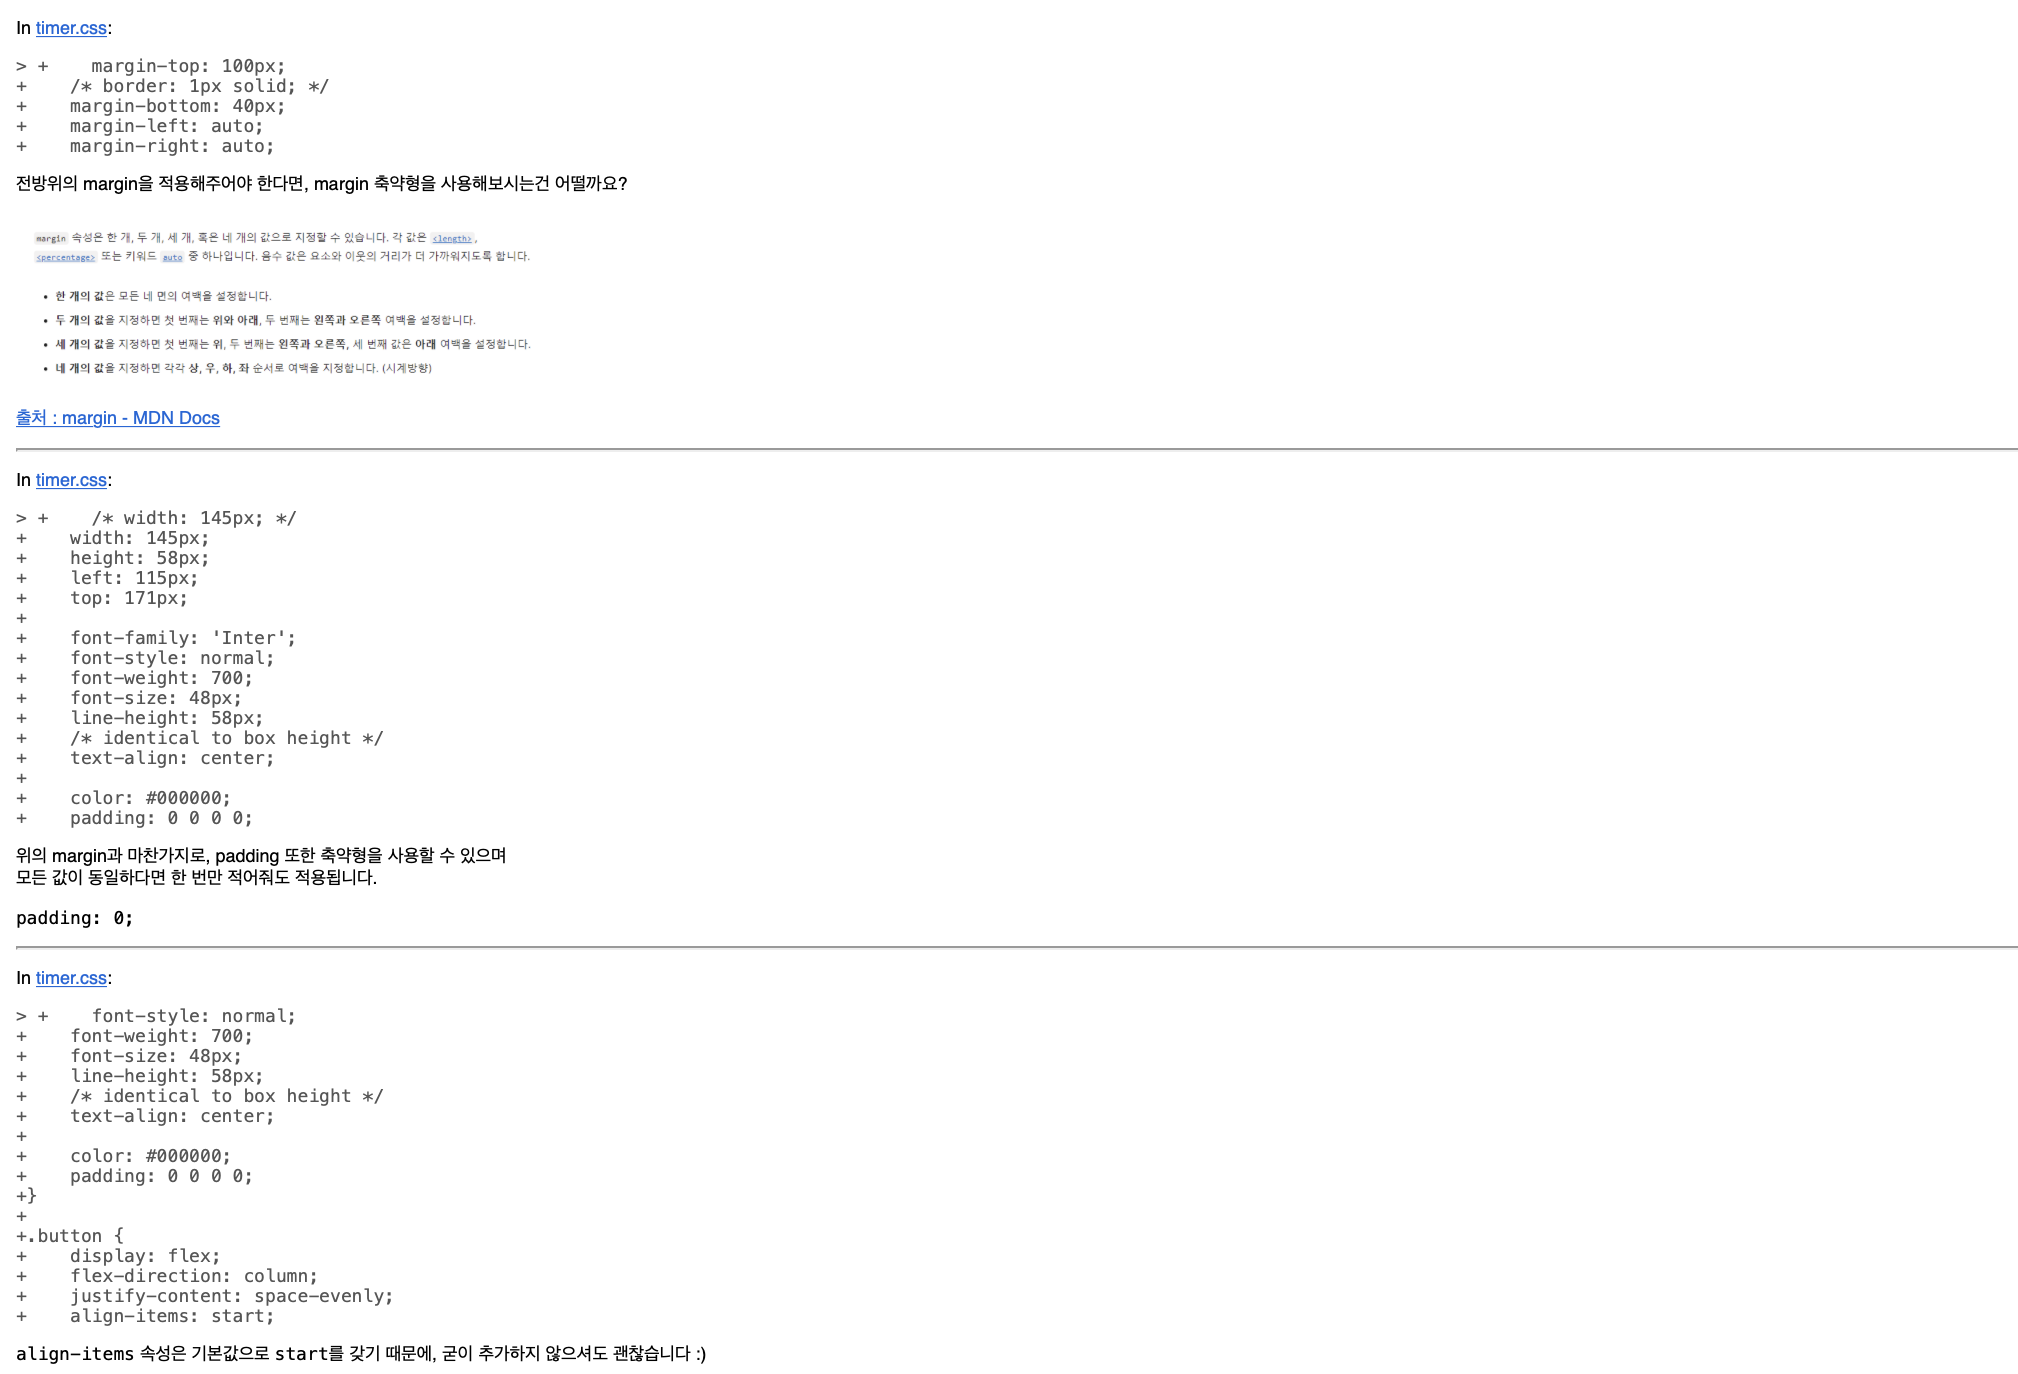 In timer.css:
> +    margin-top: 100px;
+    /* border: 1px solid; */
+    margin-bottom: 40px;
+    margin-left: auto;
+    margin-right: auto;
전방위의 margin을 적용해주어야 한다면, margin 축약형을 사용해보시는건 어떨까요?
margin 속성은 한 개, 두 개, 세 개, 혹은 네 개의 값으로 지정할 수 있습니다. 각 값은 <length>,
<percentage> 또는 키워드 auto 중 하나입니다. 음수 값은 요소와 이웃의 거리가 더 가까워지도록 합니다.
• 한 개의 값은 모든 네 면의 여백을 설정합니다.
• 두 개의 값을 지정하면 첫 번째는 위와 아래, 두 번째는 왼쪽과 오른쪽 여백을 설정합니다.
• 세 개의 값을 지정하면 첫 번째는 위, 두 번째는 왼쪽과 오른쪽, 세 번째 값은 아래 여백을 설정합니다.
• 네 개의 값을 지정하면 각각 상, 우, 하, 좌 순서로 여백을 지정합니다. (시계방향)
출처 : margin - MDN Docs
In timer.css:
> +    /* width: 145px; */
+    width: 145px;
+    height: 58px;
+    left: 115px;
+    top: 171px;
+
+    font-family: 'Inter';
+    font-style: normal;
+    font-weight: 700;
+    font-size: 48px;
+    line-height: 58px;
+    /* identical to box height */
+    text-align: center;
+
+    color: #000000;
+    padding: 0 0 0 0;
위의 margin과 마찬가지로, padding 또한 축약형을 사용할 수 있으며
모든 값이 동일하다면 한 번만 적어줘도 적용됩니다.
padding: 0;
In timer.css:
> +    font-style: normal;
+    font-weight: 700;
+    font-size: 48px;
+    line-height: 58px;
+    /* identical to box height */
+    text-align: center;
+
+    color: #000000;
+    padding: 0 0 0 0;
+}
+
+.button {
+    display: flex;
+    flex-direction: column;
+    justify-content: space-evenly;
+    align-items: start;
align-items 속성은 기본값으로 start를 갖기 때문에, 굳이 추가하지 않으셔도 괜찮습니다 :)